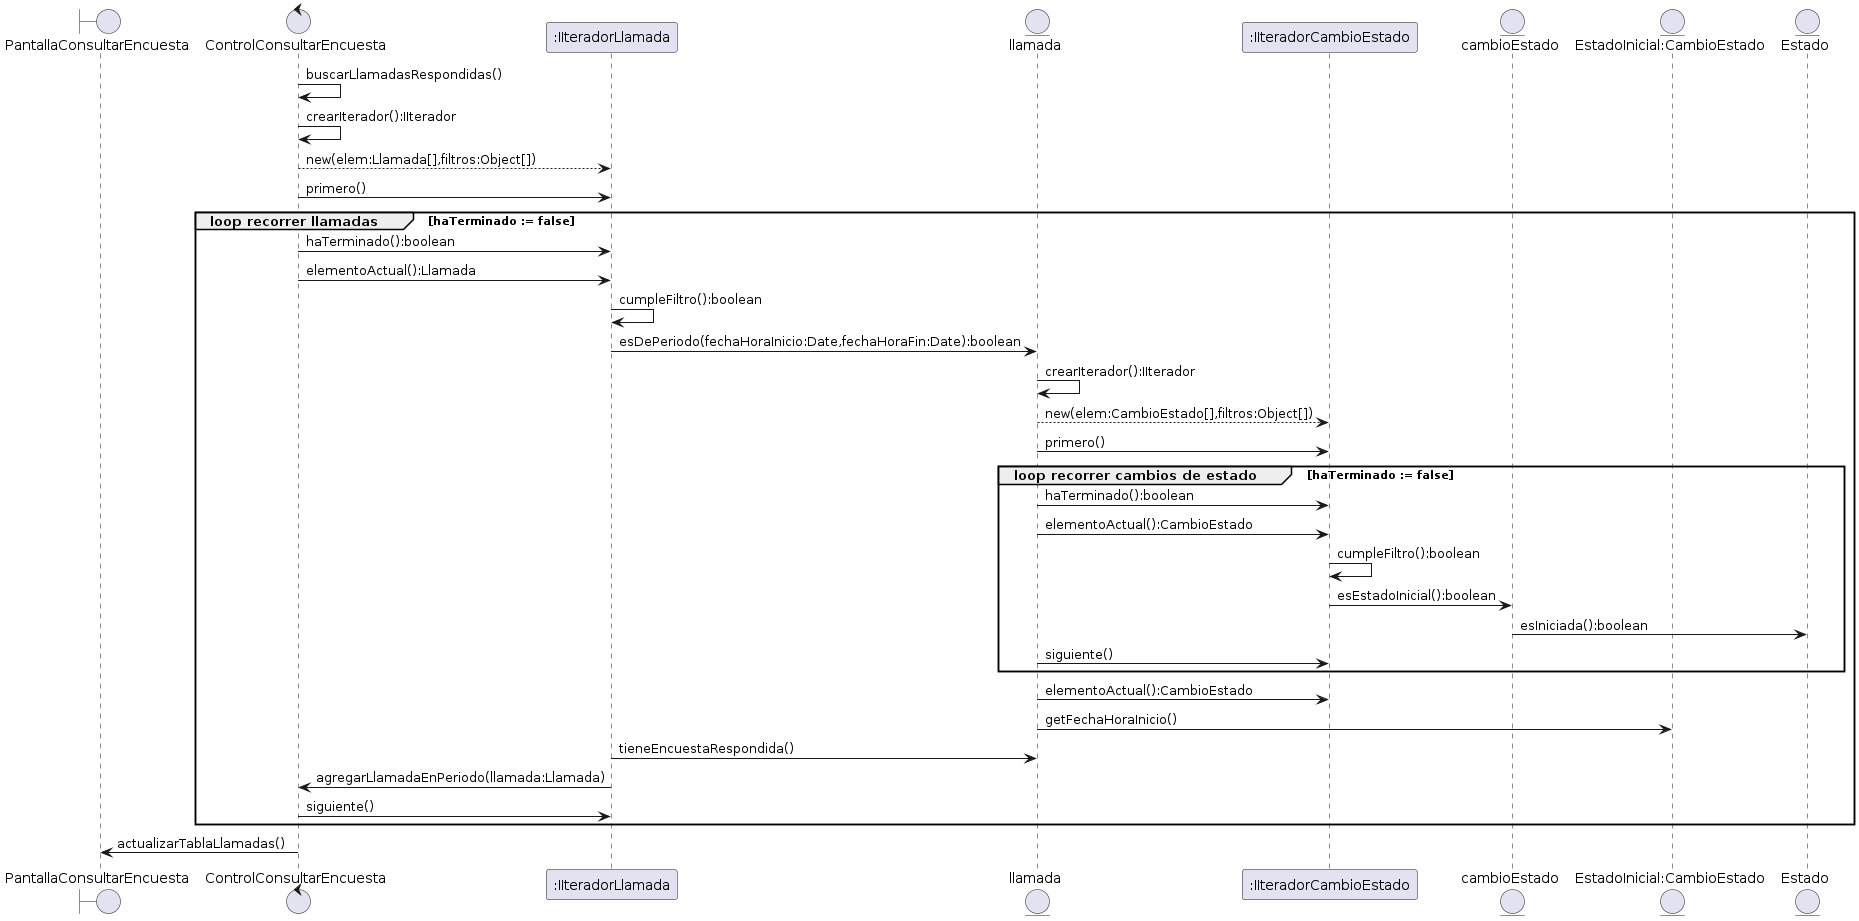 PantallaConsultarEncuesta ControlConsultarEncuesta :IIteradorLlamada llamada :IIteradorCambioEstado cambioEstado EstadoInicial:CambioEstado Estado
buscarLlamadasRespondidas()
crearIterador():IIterador
new(elem:Llamada[],filtros:Object[])
primero()
loop recorrer llamadas [haTerminado := false]
haTerminado():boolean
elementoActual():Llamada
cumpleFiltro():boolean
esDePeriodo(fechaHoraInicio:Date,fechaHoraFin:Date):boolean
crearIterador():IIterador
new(elem:CambioEstado[],filtros:Object[])
primero()
loop recorrer cambios de estado [haTerminado := false]
haTerminado():boolean
elementoActual():CambioEstado
cumpleFiltro():boolean
esEstadoInicial():boolean
esIniciada():boolean
siguiente()
elementoActual():CambioEstado
getFechaHoraInicio()
tieneEncuestaRespondida()
agregarLlamadaEnPeriodo(llamada:Llamada)
siguiente()
actualizarTablaLlamadas()
PantallaConsultarEncuesta ControlConsultarEncuesta :IIteradorLlamada llamada :IIteradorCambioEstado cambioEstado EstadoInicial:CambioEstado Estado